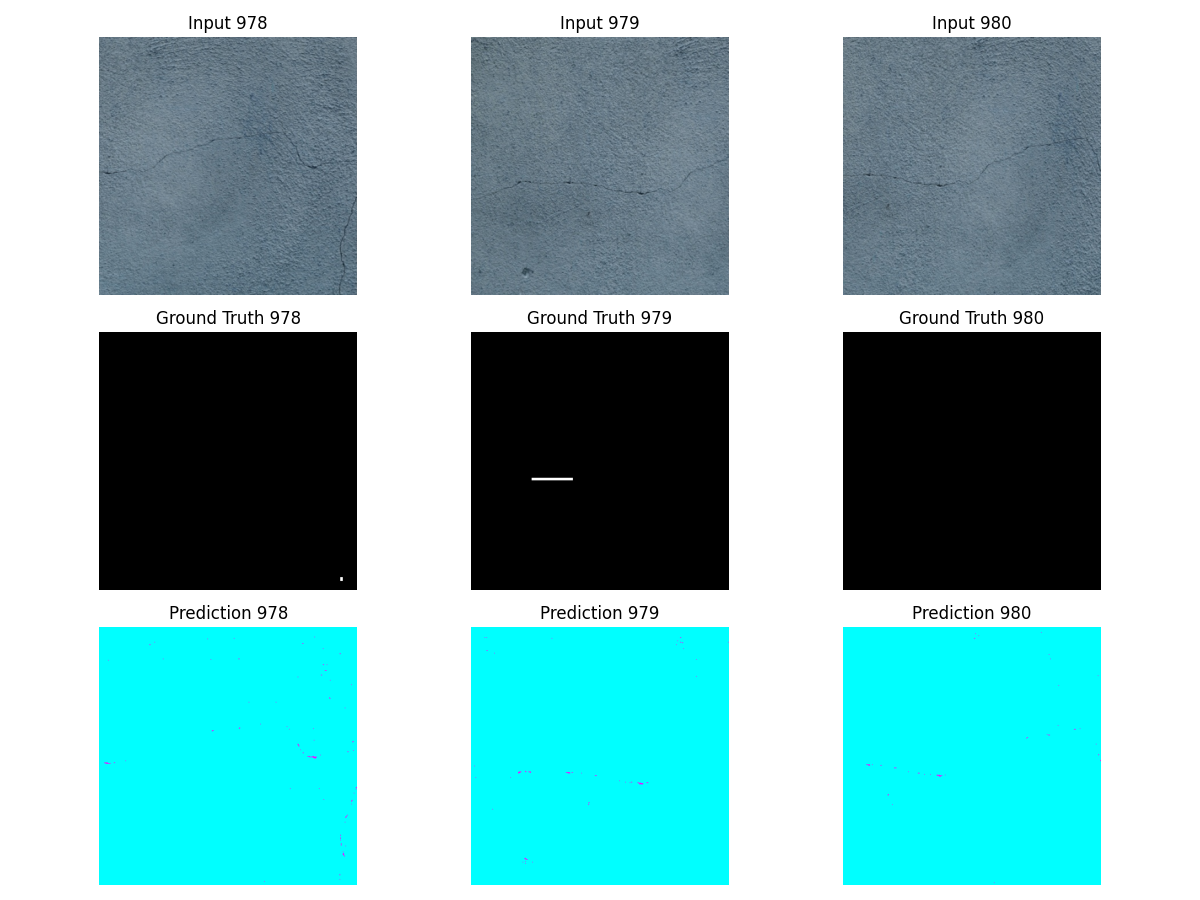 Input 978
Input 979
Input 980
Ground Truth 978
Ground Truth 979
Ground Truth 980
Prediction 978
Prediction 979
Prediction 980